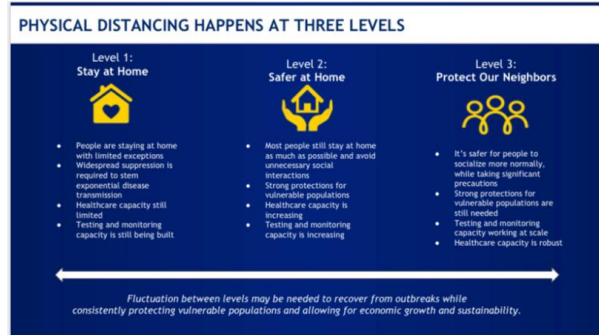 PHYSICAL DISTANCING HAPPENS AT THREE LEVELS
Level 1:
Stay at Home
• People are staying at home
with limited exceptions
• Widespread suppression is
required to stem
exponential disease
transmission
• Healthcare capacity still
limited
• Testing and monitoring
capacity is still being built
Level 2:
Safer at Home
• Most people still stay at home
as much as possible and avoid
unnecessary social
interactions
• Strong protections for
vulnerable populations
• Healthcare capacity is
increasing
• Testing and monitoring
capacity is increasing
Level 3:
Protect Our Neighbors
• It's safer for people to
socialize more normally,
while taking significant
precautions
• Strong protections for
vulnerable populations are
still needed
• Testing and monitoring
capacity working at scale
• Healthcare capacity is robust
Fluctuation between levels may be needed to recover from outbreaks while
consistently protecting vulnerable populations and allowing for economic growth and sustainability.